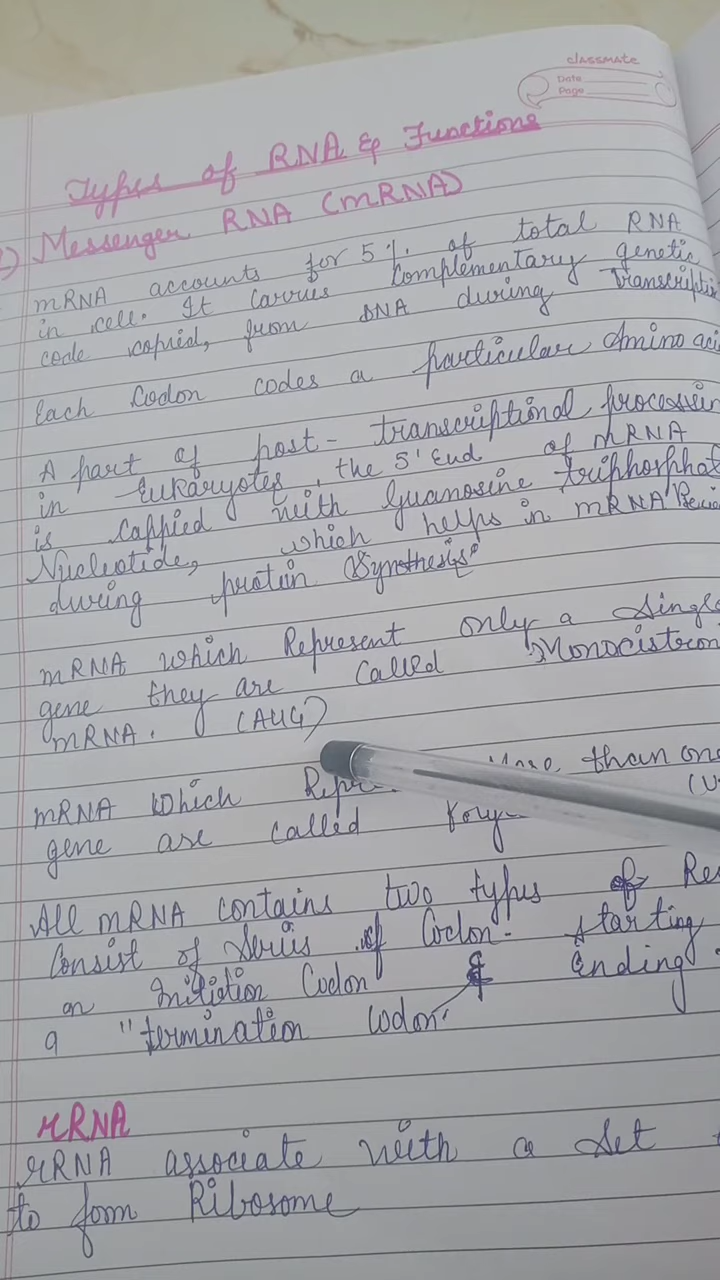 classmate
Date
Page
Types of RNA & Functions
1) Messenger RNA (mRNA)
mRNA accounts for 5% of total RNA
in cell. It carries complementary genetic
code copied, from DNA during Transcripti
Each Codon codes a particular Amino aci
A part of post - transcriptional processin
in Eukaryotes, the 5' End of mRNA
is Cappied with Guanosine triphosphat
Nucleotide, which helps in mRNA
during protein Synthesis
mRNA which Represent only a Single
gene they are called Monocistron
mRNA. (AUG)
mRNA which more than one
gene are called
All mRNA contains two types of
Consist of Series of Codon - starting
an Initiation Codon & Ending
a "termination codon.
rRNA
rRNA associate with a Set
to form Ribosome